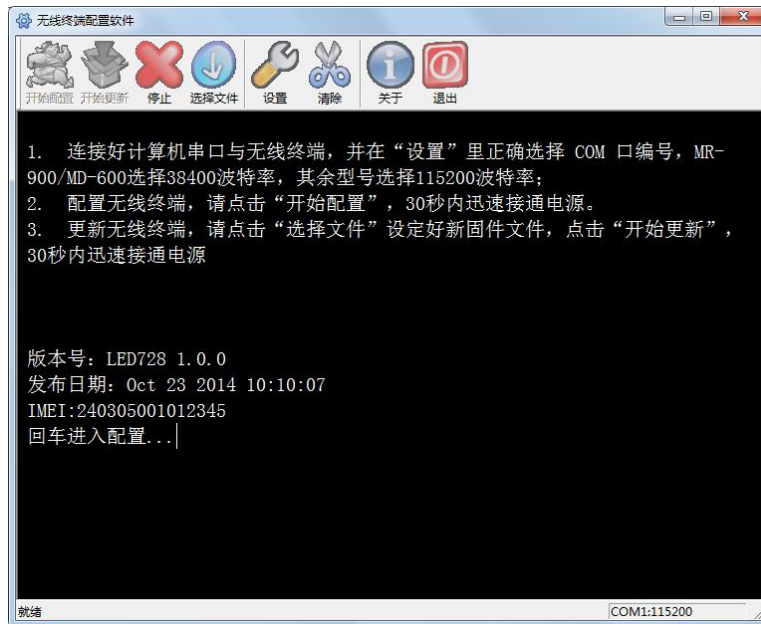 无线终端配置软件
开始配置 开始更新 停止 选择文件 设置 清除 关于 退出
1. 连接好计算机串口与无线终端，并在“设置”里正确选择 COM 口编号，MR-
900/MD-600选择38400波特率，其余型号选择115200波特率；
2. 配置无线终端，请点击“开始配置”，30秒内迅速接通电源。
3. 更新无线终端，请点击“选择文件”设定好新固件文件，点击“开始更新”，
30秒内迅速接通电源
版本号：LED728 1.0.0
发布日期：Oct 23 2014 10:10:07
IMEI:240305001012345
回车进入配置...
就绪 COM1:115200